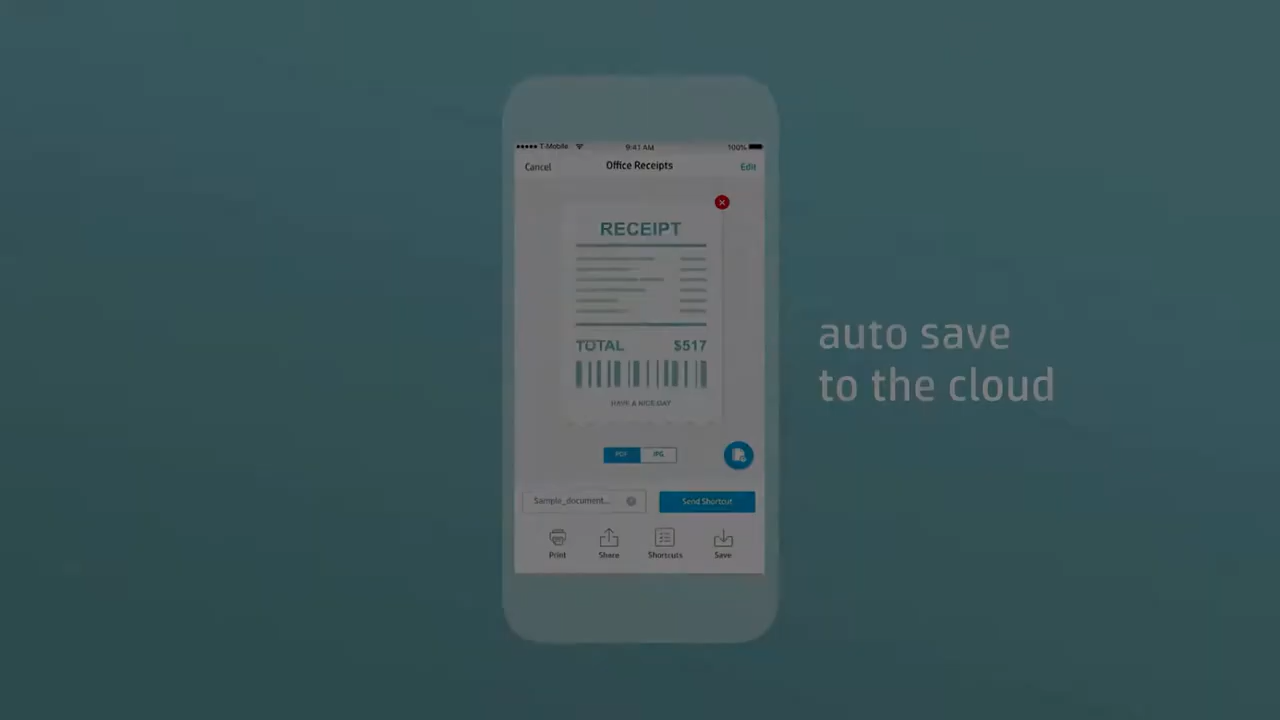 T-Mobile 9:41 AM 100%
Cancel Office Receipts Edit
RECEIPT
TOTAL $517
HAVE A NICE DAY
PDF JPG
Sample_document... Send Shortcut
Print Share Shortcuts Save
auto save
to the cloud